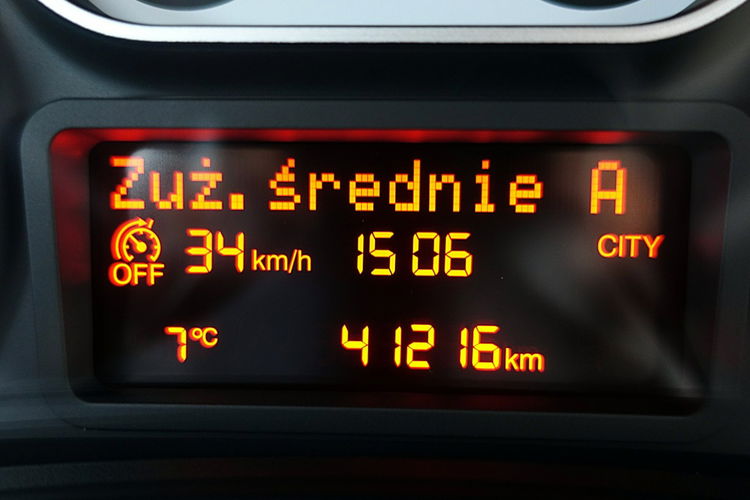 Zuż. średnie A
OFF 34 km/h 15 06 CITY
7°C 41216 km